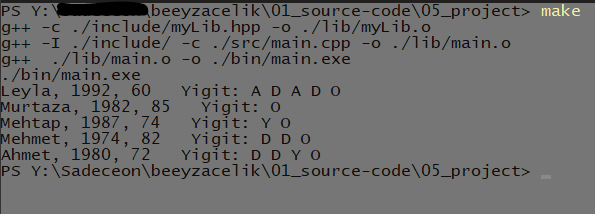 PS Y:\Sadeceon\beeyzacelik\01_source-code\05_project> make
g++ -c ./include/myLib.hpp -o ./lib/myLib.o
g++ -I ./include/ -c ./src/main.cpp -o ./lib/main.o
g++  ./lib/main.o -o ./bin/main.exe
./bin/main.exe
Leyla, 1992, 60   Yigit: A D A D O
Murtaza, 1982, 85   Yigit: O
Mehtap, 1987, 74   Yigit: Y O
Mehmet, 1974, 82   Yigit: D D O
Ahmet, 1980, 72   Yigit: D D Y O
PS Y:\Sadeceon\beeyzacelik\01_source-code\05_project>